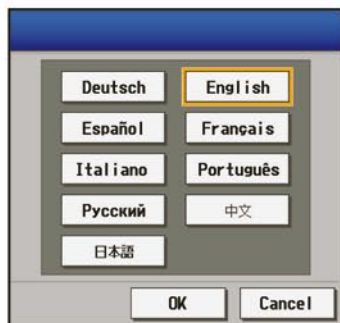 Deutsch English
Español Français
Italiano Português
Русский 中文
日本語
OK Cancel